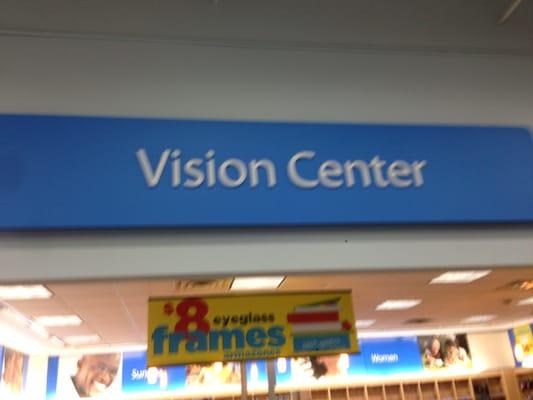 Vision Center
$8 eyeglass
frames
Women